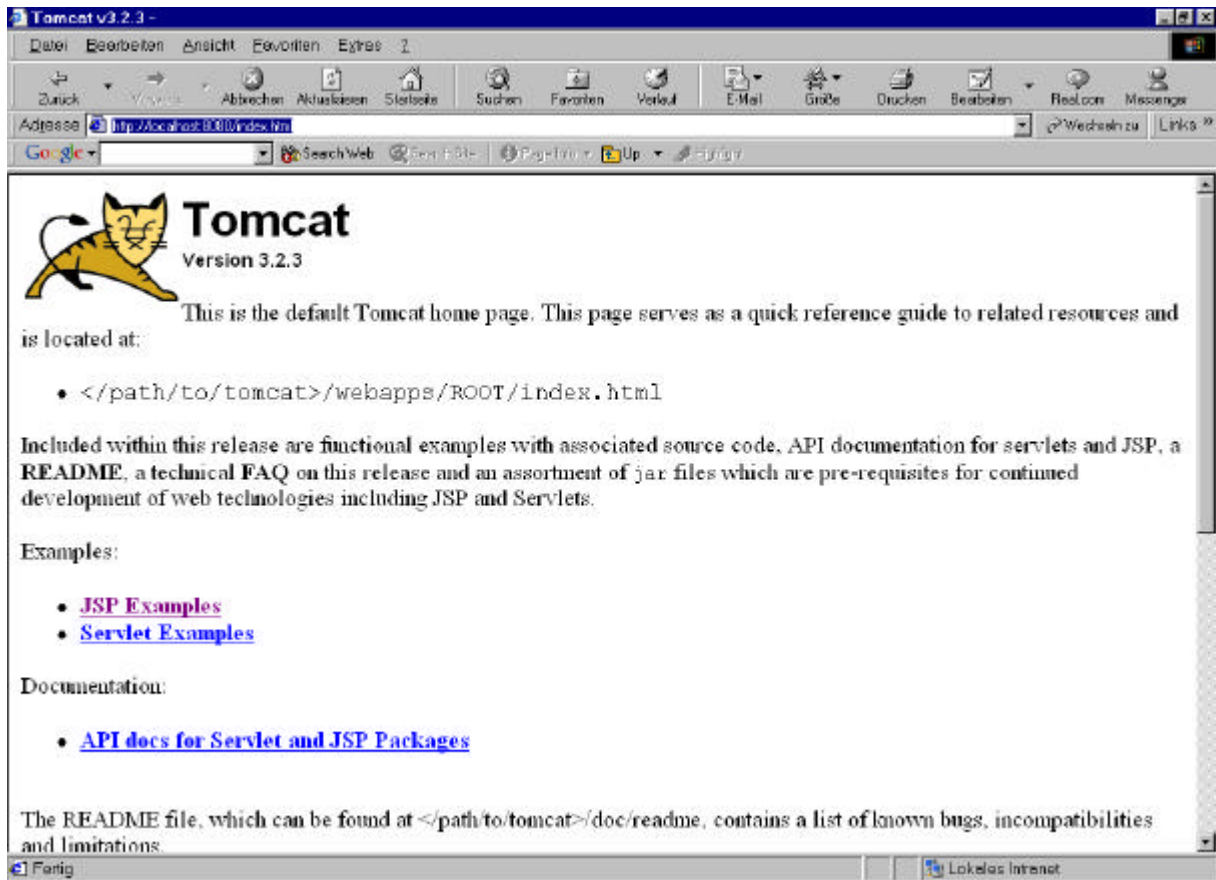 Tomcat v3.2.3 -
Datei Bearbeiten Ansicht Favoriten Extras ?
Zurück Abbrechen Aktualisieren Startseite Suchen Favoriten Verlauf E-Mail Größe Drucken Bearbeiten Real.com Messenger
Adresse http://localhost:8080/index.html Wechseln zu Links »
Google Search Web Up
Tomcat
Version 3.2.3
This is the default Tomcat home page. This page serves as a quick reference guide to related resources and
is located at:
• </path/to/tomcat>/webapps/ROOT/index.html
Included within this release are functional examples with associated source code, API documentation for servlets and JSP, a
README, a technical FAQ on this release and an assortment of jar files which are pre-requisites for continued
development of web technologies including JSP and Servlets.
Examples:
• JSP Examples
• Servlet Examples
Documentation:
• API docs for Servlet and JSP Packages
The README file, which can be found at </path/to/tomcat>/doc/readme, contains a list of known bugs, incompatibilities
and limitations.
Fertig Lokales Intranet